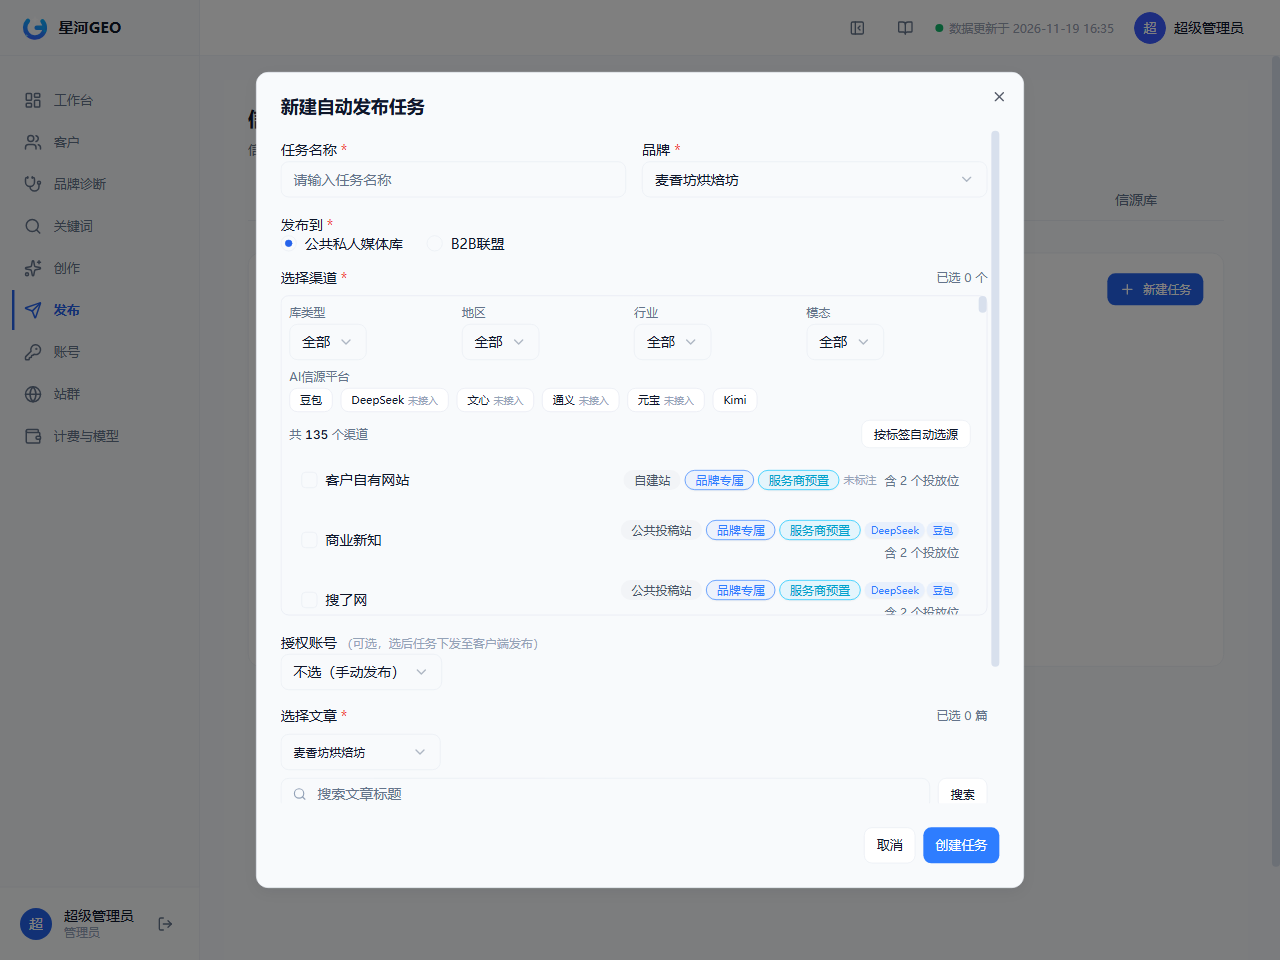 星河GEO
数据更新于 2026-11-19 16:35
超 超级管理员
工作台
客户
品牌诊断
关键词
创作
发布
账号
站群
计费与模型
超 超级管理员
管理员
信源库
新建任务
新建自动发布任务
任务名称 *
请输入任务名称
品牌 *
麦香坊烘焙坊
发布到 *
公共私人媒体库 B2B联盟
选择渠道 * 已选 0 个
库类型 地区 行业 模态
全部 全部 全部 全部
AI信源平台
豆包 DeepSeek 未接入 文心 未接入 通义 未接入 元宝 未接入 Kimi
共 135 个渠道 按标签自动选源
客户自有网站 自建站 品牌专属 服务商预置 未标注 含 2 个投放位
商业新知 公共投稿站 品牌专属 服务商预置 DeepSeek 豆包
含 2 个投放位
搜了网 公共投稿站 品牌专属 服务商预置 DeepSeek 豆包
含 2 个投放位
授权账号 （可选，选后任务下发至客户端发布）
不选（手动发布）
选择文章 * 已选 0 篇
麦香坊烘焙坊
搜索文章标题 搜索
取消 创建任务